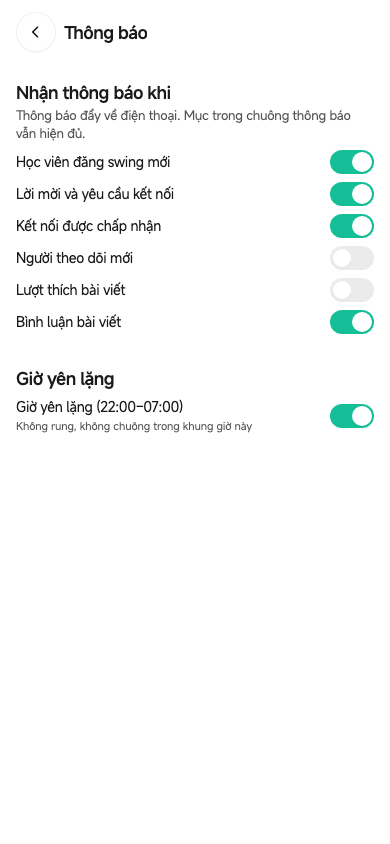 Thông báo
Nhận thông báo khi
Thông báo đẩy về điện thoại. Mục trong chuông thông báo
vẫn hiện đủ.
Học viên đăng swing mới
Lời mời và yêu cầu kết nối
Kết nối được chấp nhận
Người theo dõi mới
Lượt thích bài viết
Bình luận bài viết
Giờ yên lặng
Giờ yên lặng (22:00–07:00)
Không rung, không chuông trong khung giờ này